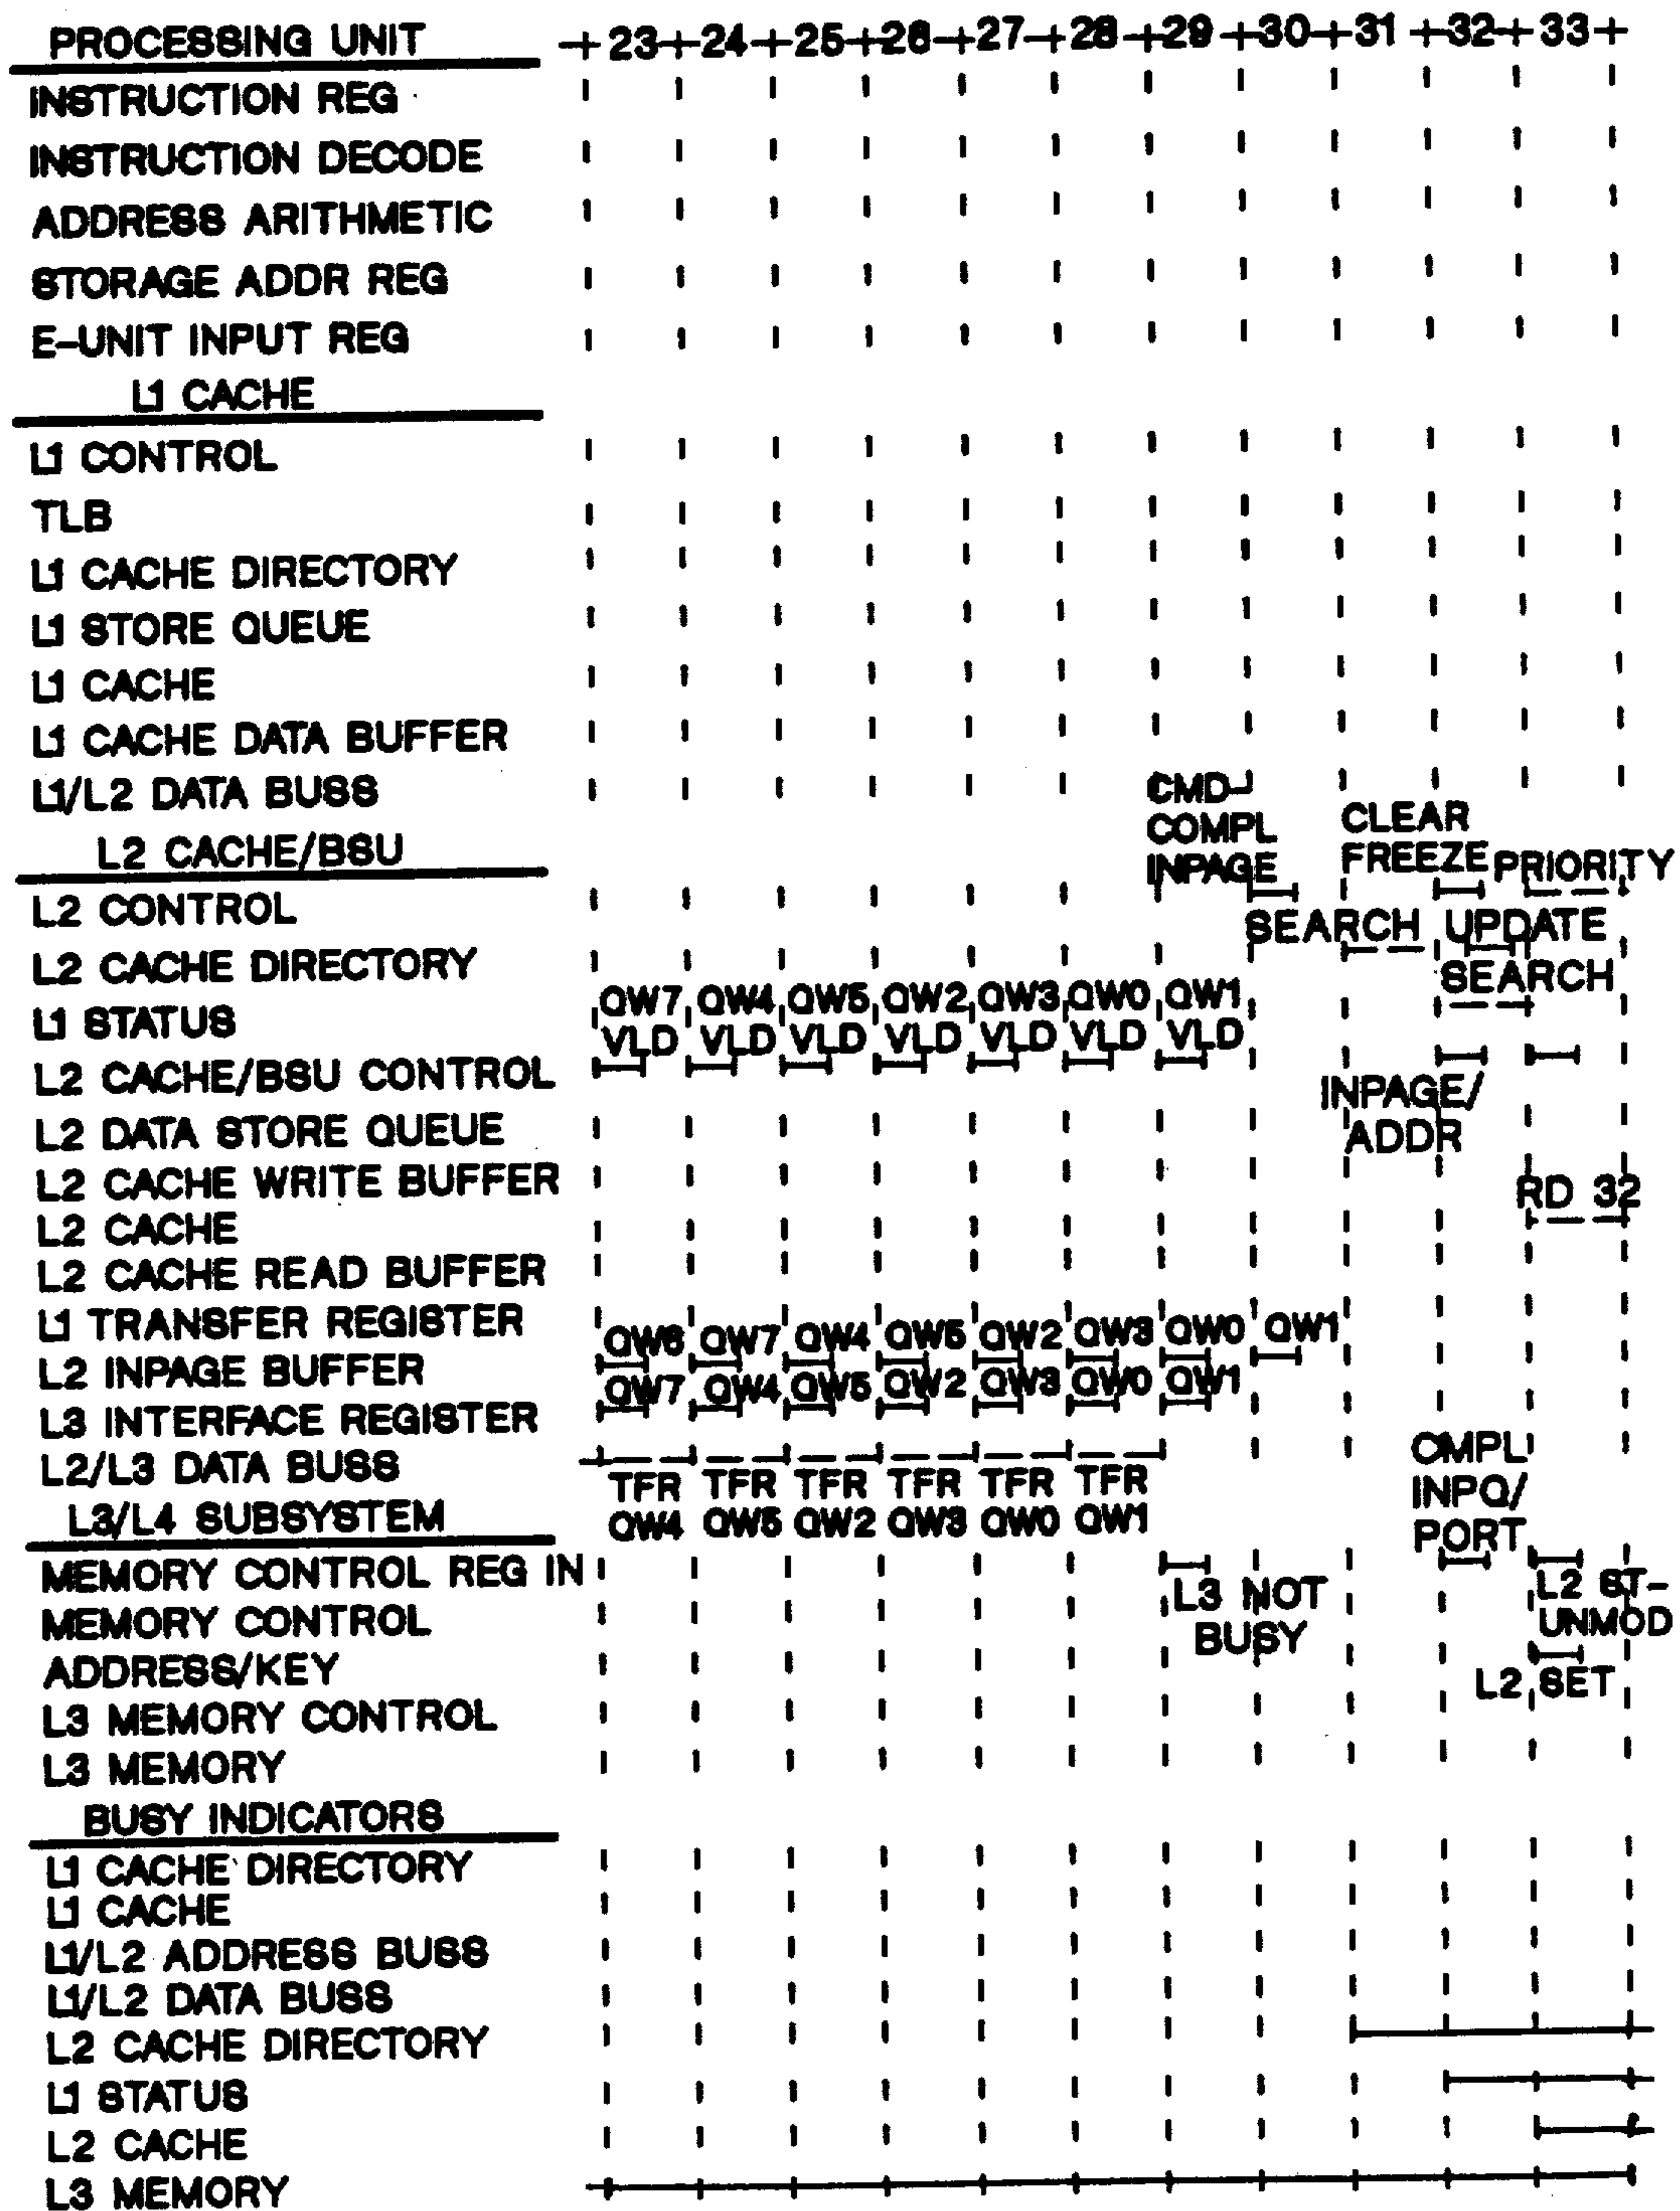 PROCESSING UNIT +23+24+25+26+27+28+29+30+31+32+33+
INSTRUCTION REG
INSTRUCTION DECODE
ADDRESS ARITHMETIC
STORAGE ADDR REG
E-UNIT INPUT REG
L1 CACHE
L1 CONTROL
TLB
L1 CACHE DIRECTORY
L1 STORE QUEUE
L1 CACHE
L1 CACHE DATA BUFFER
L1/L2 DATA BUSS CMD
COMPL CLEAR
L2 CACHE/BSU INPAGE FREEZE PRIORITY
L2 CONTROL
SEARCH UPDATE
L2 CACHE DIRECTORY
SEARCH
QW7 QW4 QW5 QW2 QW3 QW0 QW1
L1 STATUS
VLD VLD VLD VLD VLD VLD VLD
L2 CACHE/BSU CONTROL
INPAGE/
L2 DATA STORE QUEUE ADDR
L2 CACHE WRITE BUFFER RD 32
L2 CACHE
L2 CACHE READ BUFFER
L1 TRANSFER REGISTER
QW6 QW7 QW4 QW5 QW2 QW3 QW0 QW1
L2 INPAGE BUFFER
QW7 QW4 QW5 QW2 QW3 QW0 QW1
L3 INTERFACE REGISTER
L2/L3 DATA BUSS CMPL
TFR TFR TFR TFR TFR TFR INPQ/
L3/L4 SUBSYSTEM QW4 QW5 QW2 QW3 QW0 QW1 PORT
MEMORY CONTROL REG IN
L3 NOT L2 ST-
MEMORY CONTROL BUSY UNMOD
ADDRESS/KEY
L2 SET
L3 MEMORY CONTROL
L3 MEMORY
BUSY INDICATORS
L1 CACHE DIRECTORY
L1 CACHE
L1/L2 ADDRESS BUSS
L1/L2 DATA BUSS
L2 CACHE DIRECTORY
L1 STATUS
L2 CACHE
L3 MEMORY